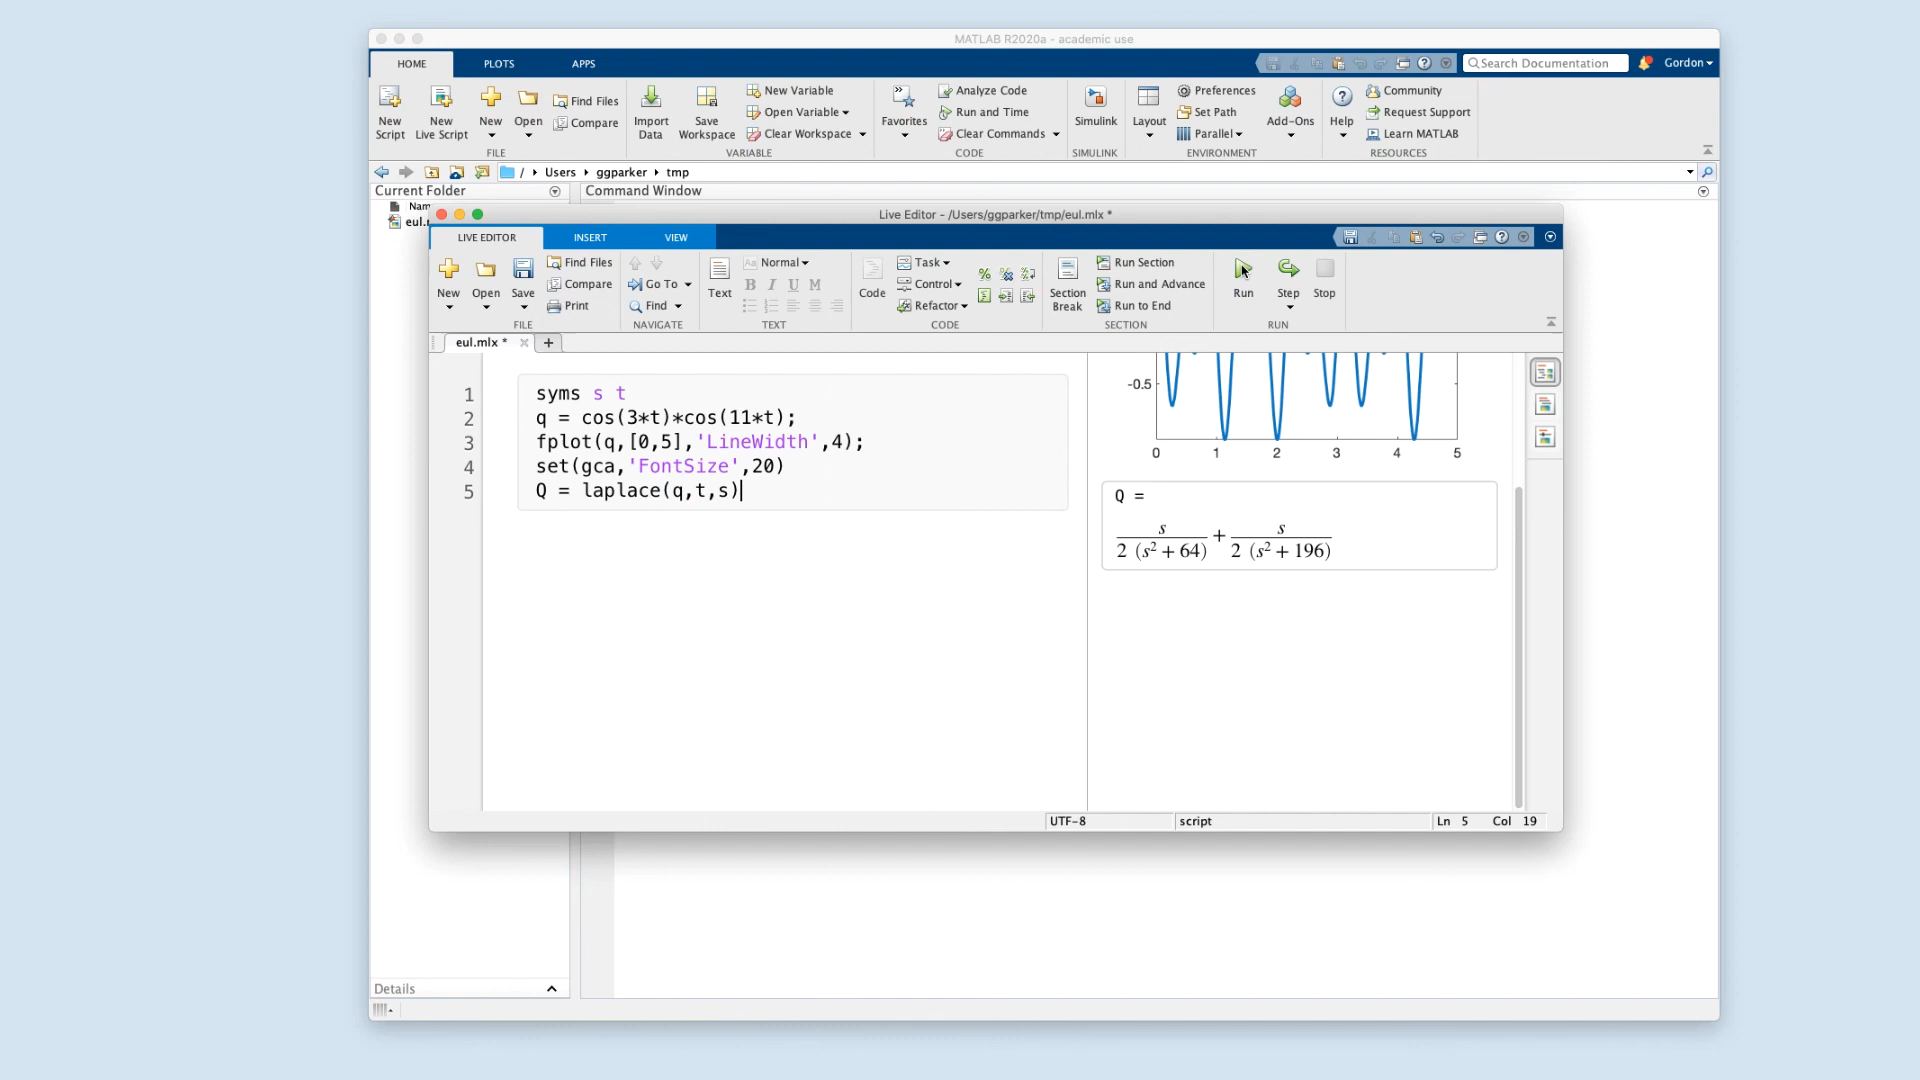 MATLAB R2020a - academic use
HOME PLOTS APPS
Search Documentation Gordon
New Script
New Live Script
New
Open
Find Files
Compare
FILE
Import Data
Save Workspace
New Variable
Open Variable
Clear Workspace
VARIABLE
Favorites
Analyze Code
Run and Time
Clear Commands
CODE
Simulink
SIMULINK
Layout
Preferences
Set Path
Parallel
Add-Ons
ENVIRONMENT
Help
Community
Request Support
Learn MATLAB
RESOURCES
/ Users ggparker tmp
Current Folder
Command Window
Live Editor - /Users/ggparker/tmp/eul.mlx *
LIVE EDITOR INSERT VIEW
New
Open
Save
Find Files
Compare
Print
FILE
Go To
Find
NAVIGATE
Text
Aa Normal
B I U M
TEXT
Code
Task
Control
Refactor
CODE
Section Break
Run Section
Run and Advance
Run to End
SECTION
Run
Step
Stop
RUN
eul.mlx *
1 syms s t
2 q = cos(3*t)*cos(11*t);
3 fplot(q,[0,5],'LineWidth',4);
4 set(gca,'FontSize',20)
5 Q = laplace(q,t,s)
-0.5
0 1 2 3 4 5
Q =
s / 2 (s² + 64) + s / 2 (s² + 196)
UTF-8 script Ln 5 Col 19
Details